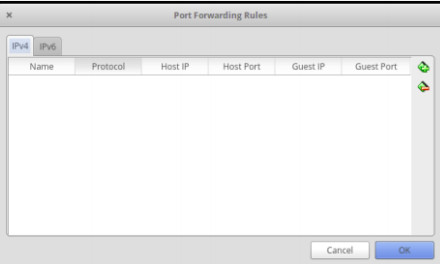 Port Forwarding Rules
IPv4 IPv6
Name Protocol Host IP Host Port Guest IP Guest Port
Cancel OK